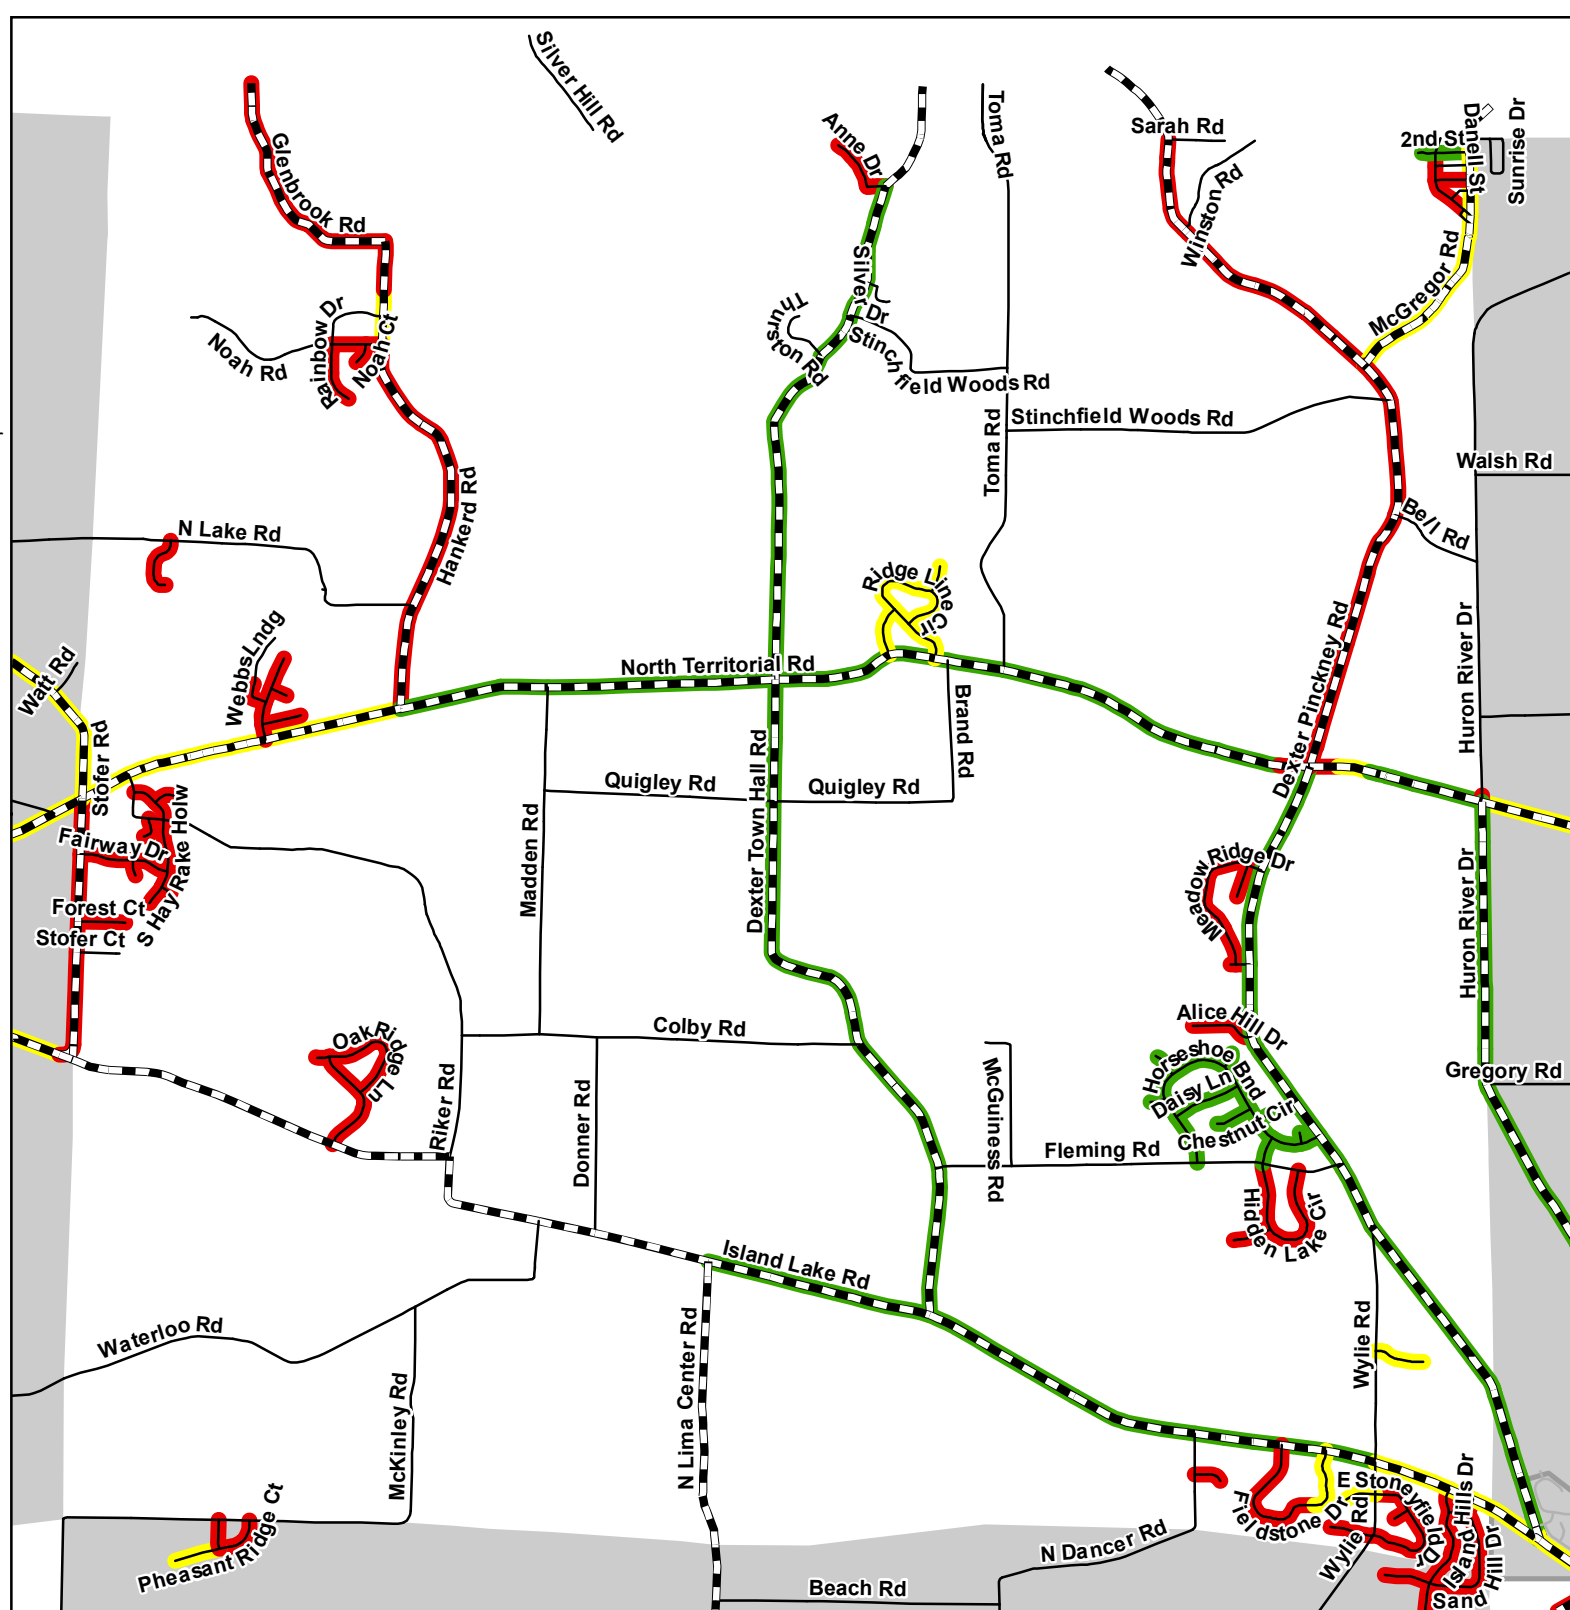 Silver Hill Rd
Glenbrook Rd
Anne Dr
Toma Rd
Sarah Rd
Winston Rd
2nd St
Danell St
Sunrise Dr
McGregor Rd
Silver Dr
Thurston Rd
Stinchfield Woods Rd
Rainbow Dr
Noah Ct
Noah Rd
Toma Rd
Stinchfield Woods Rd
Walsh Rd
Bell Rd
N Lake Rd
Hankerd Rd
Ridge Line Cir
Huron River Dr
Dexter Pinckney Rd
Watt Rd
Webbs Lndg
North Territorial Rd
Brand Rd
Stofer Rd
Quigley Rd
Quigley Rd
Dexter Town Hall Rd
Madden Rd
S Hay Rake Holw
Fairway Dr
Forest Ct
Stofer Ct
Meadow Ridge Dr
Huron River Dr
Alice Hill Dr
Oak Ridge Ln
Colby Rd
Riker Rd
Donner Rd
McGuiness Rd
Horseshoe Bnd
Daisy Ln
Chestnut Cir
Gregory Rd
Fleming Rd
Hidden Lake Cir
Island Lake Rd
Waterloo Rd
McKinley Rd
N Lima Center Rd
Wylie Rd
E Stoneyfield Dr
Fieldstone Dr
Wylie Rd
Island Hills Dr
Sand Hill Dr
N Dancer Rd
Pheasant Ridge Ct
Beach Rd